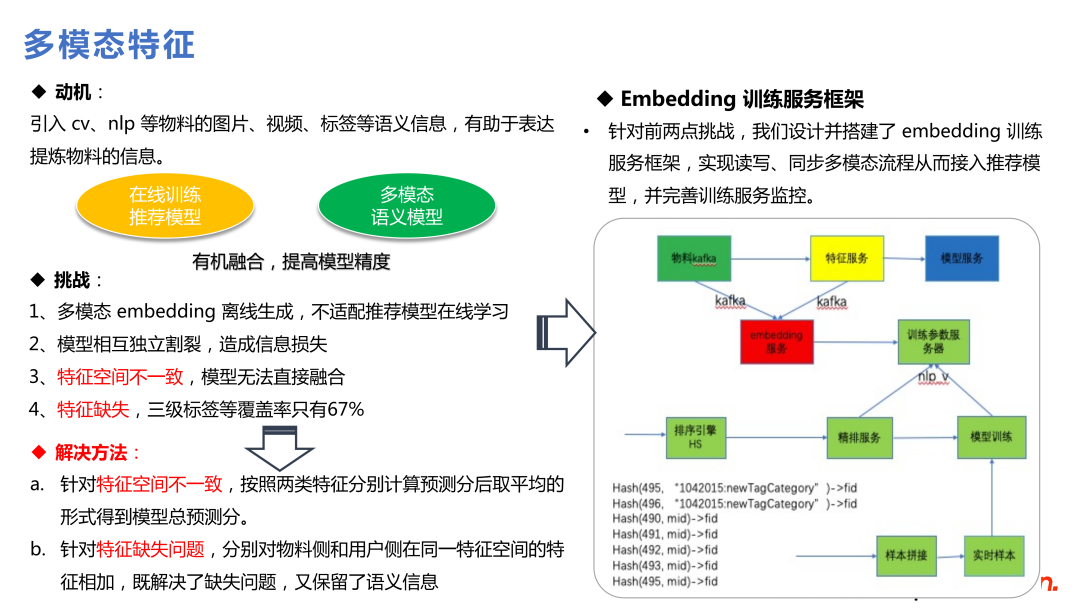 多模态特征
◆ 动机：
引入 cv、nlp 等物料的图片、视频、标签等语义信息，有助于表达
提炼物料的信息。
在线训练
推荐模型
多模态
语义模型
有机融合，提高模型精度
◆ 挑战：
1、多模态 embedding 离线生成，不适配推荐模型在线学习
2、模型相互独立割裂，造成信息损失
3、特征空间不一致，模型无法直接融合
4、特征缺失，三级标签等覆盖率只有67%
◆ 解决方法：
a. 针对特征空间不一致，按照两类特征分别计算预测分后取平均的
形式得到模型总预测分。
b. 针对特征缺失问题，分别对物料侧和用户侧在同一特征空间的特
征相加，既解决了缺失问题，又保留了语义信息
◆ Embedding 训练服务框架
• 针对前两点挑战，我们设计并搭建了 embedding 训练
服务框架，实现读写、同步多模态流程从而接入推荐模
型，并完善训练服务监控。
物料kafka
特征服务
模型服务
kafka
kafka
embedding
服务
训练参数服
务器
nlp_v
排序引擎
HS
精排服务
模型训练
Hash(495, "1042015:newTagCategory" )->fid
Hash(496, "1042015:newTagCategory" )->fid
Hash(490, mid)->fid
Hash(491, mid)->fid
Hash(492, mid)->fid
Hash(493, mid)->fid
Hash(495, mid)->fid
样本拼接
实时样本
n.